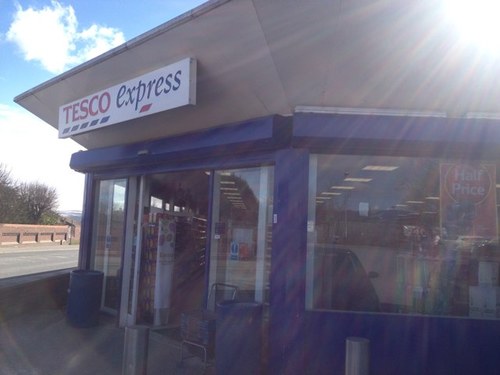 TESCO express
Half
Price